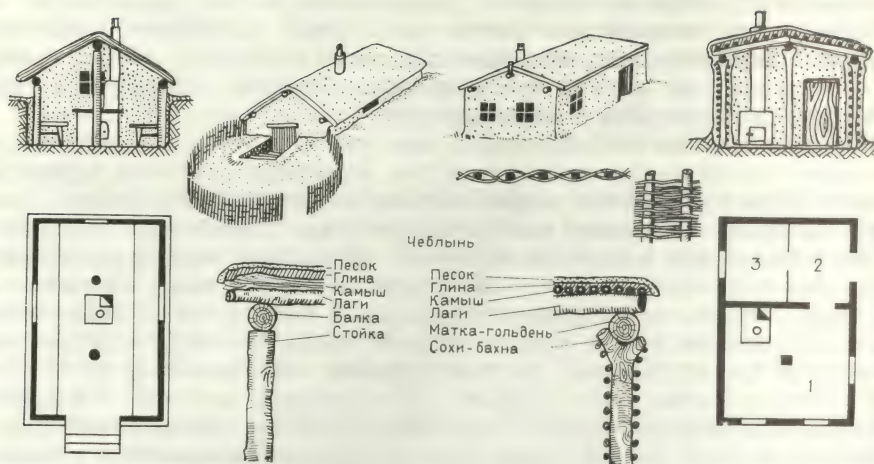 Чеблынь
Песок
Глина
Камыш
Лаги
Балка
Стойка
Песок
Глина
Камыш
Лаги
Матка-гольдень
Сохи-бахна
3
2
1